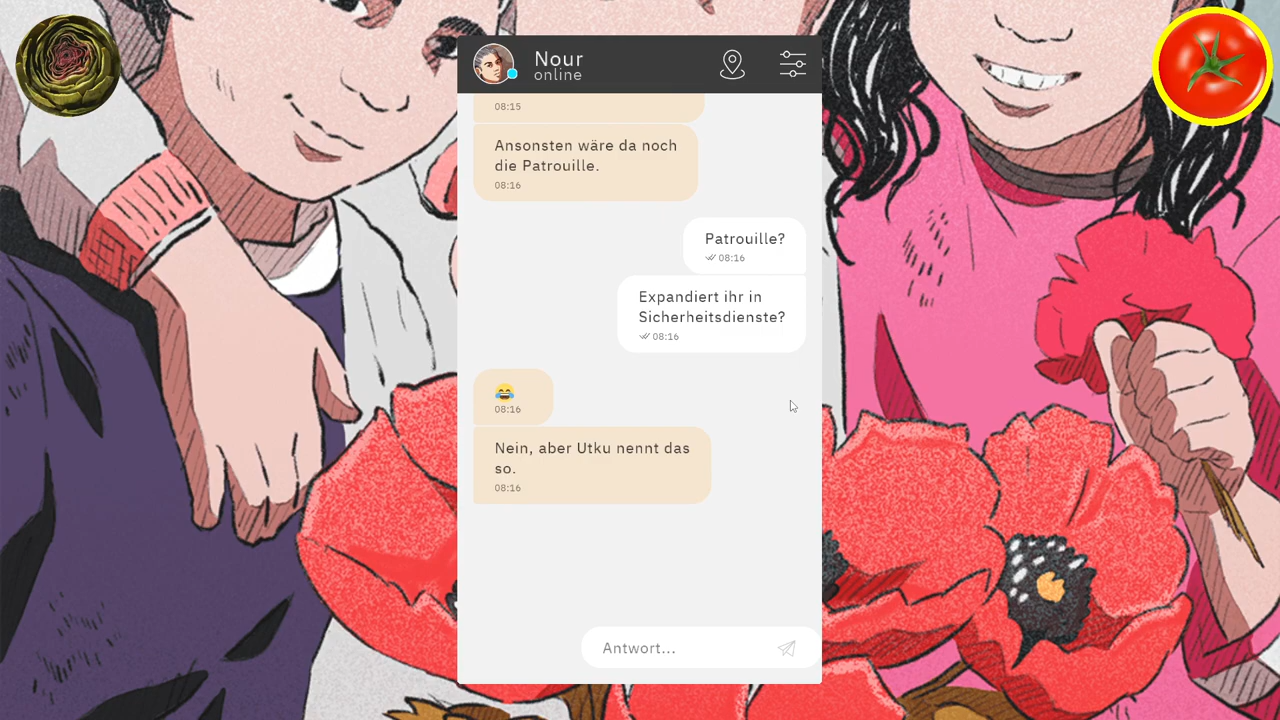 Nour
online
08:15
Ansonsten wäre da noch
die Patrouille.
08:16
Patrouille?
08:16
Expandiert ihr in
Sicherheitsdienste?
08:16
😂
08:16
Nein, aber Utku nennt das
so.
08:16
Antwort...